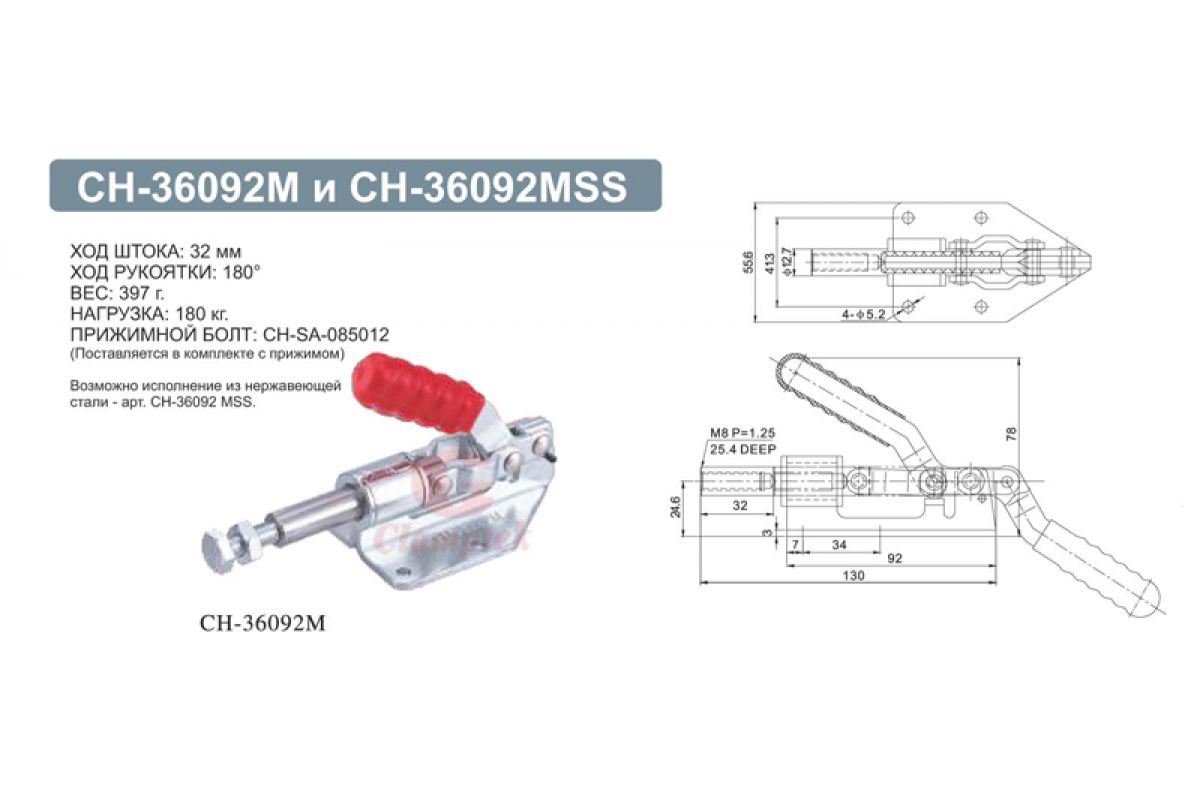 CH-36092M и CH-36092MSS
ХОД ШТОКА: 32 мм
ХОД РУКОЯТКИ: 180°
ВЕС: 397 г.
НАГРУЗКА: 180 кг.
ПРИЖИМНОЙ БОЛТ: CH-SA-085012
(Поставляется в комплекте с прижимом)
Возможно исполнение из нержавеющей
стали - арт. CH-36092 MSS.
Clamptek
CH-36092M
55.6
41.3
ф12.7
4-ф5.2
M8 P=1.25
25.4 DEEP
78
24.6
32
3
7
34
92
130